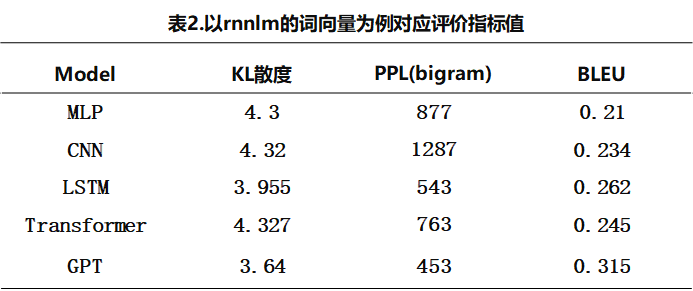 表2.以rnnlm的词向量为例对应评价指标值
Model KL散度 PPL(bigram) BLEU
MLP 4.3 877 0.21
CNN 4.32 1287 0.234
LSTM 3.955 543 0.262
Transformer 4.327 763 0.245
GPT 3.64 453 0.315